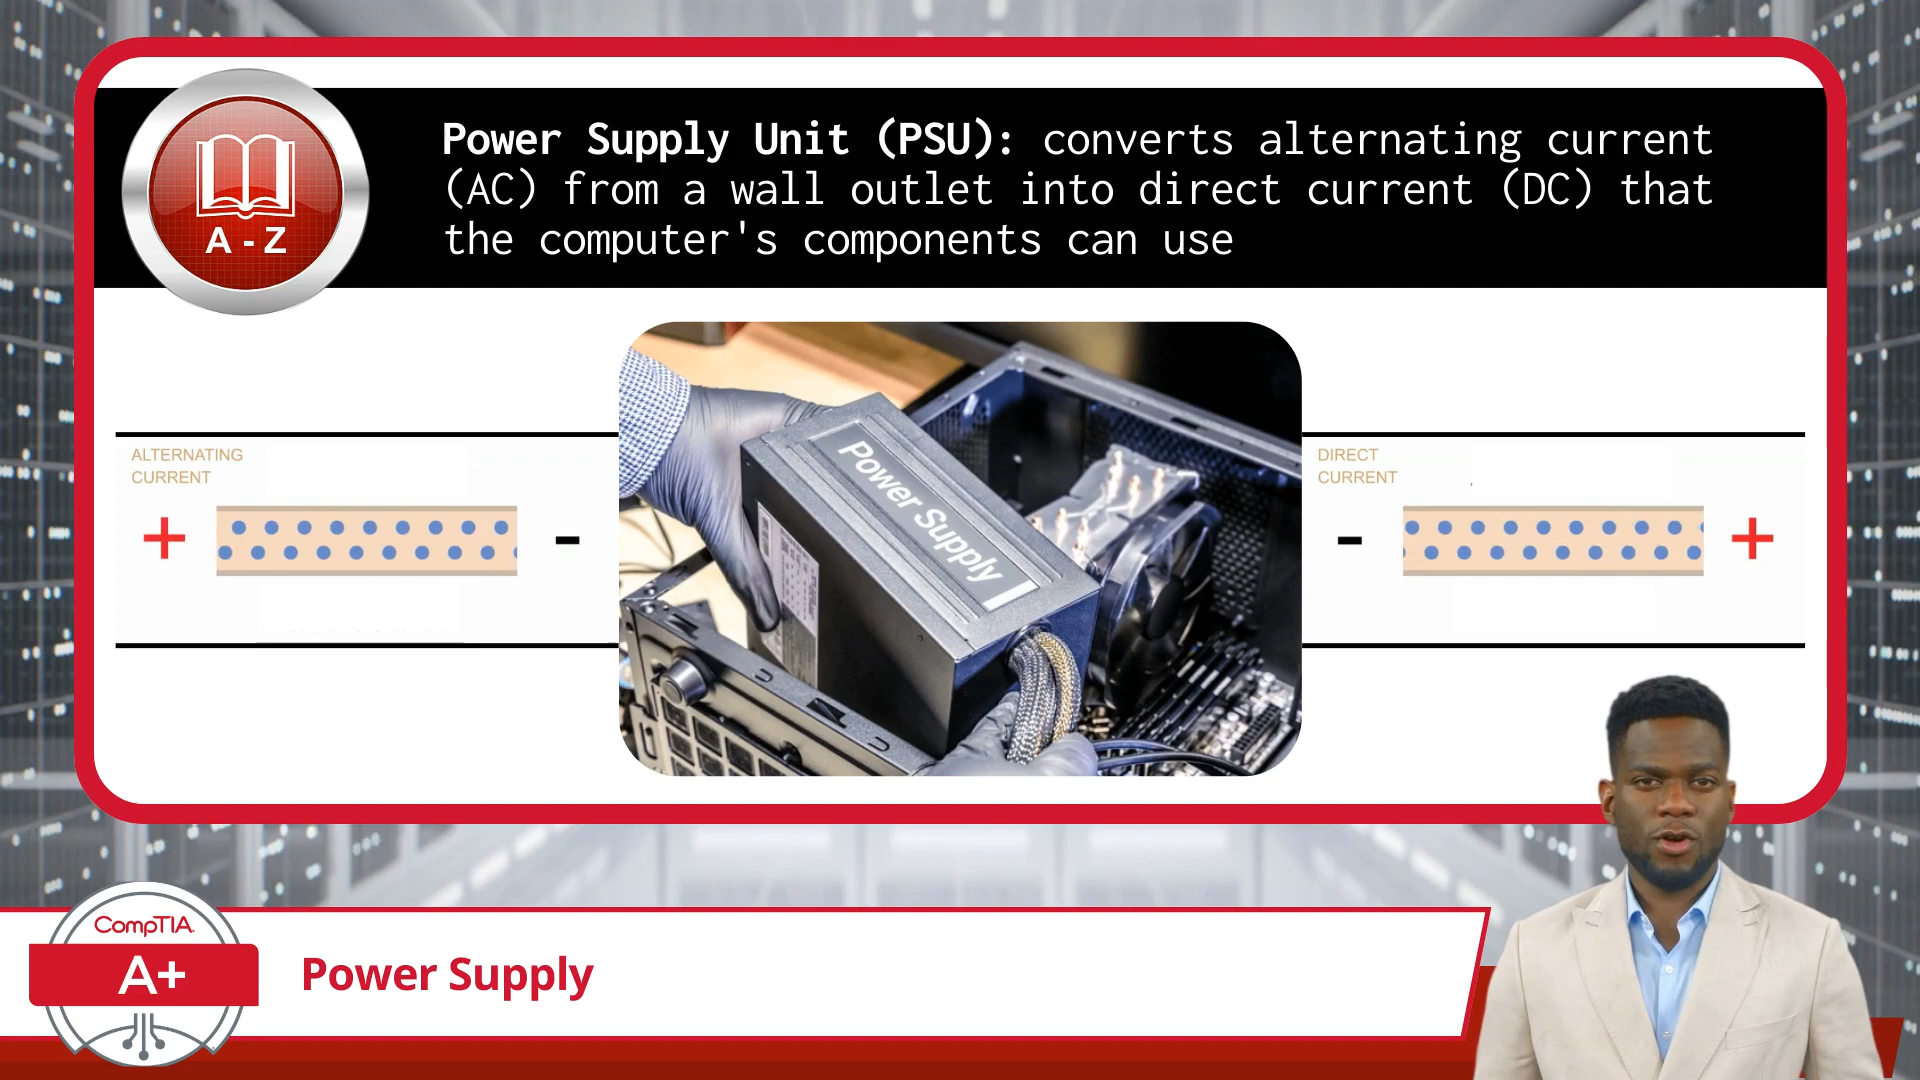 Power Supply Unit (PSU): converts alternating current
(AC) from a wall outlet into direct current (DC) that
the computer's components can use
A - Z
ALTERNATING
CURRENT
+
-
Power Supply
DIRECT
CURRENT
-
+
CompTIA.
A+
Power Supply